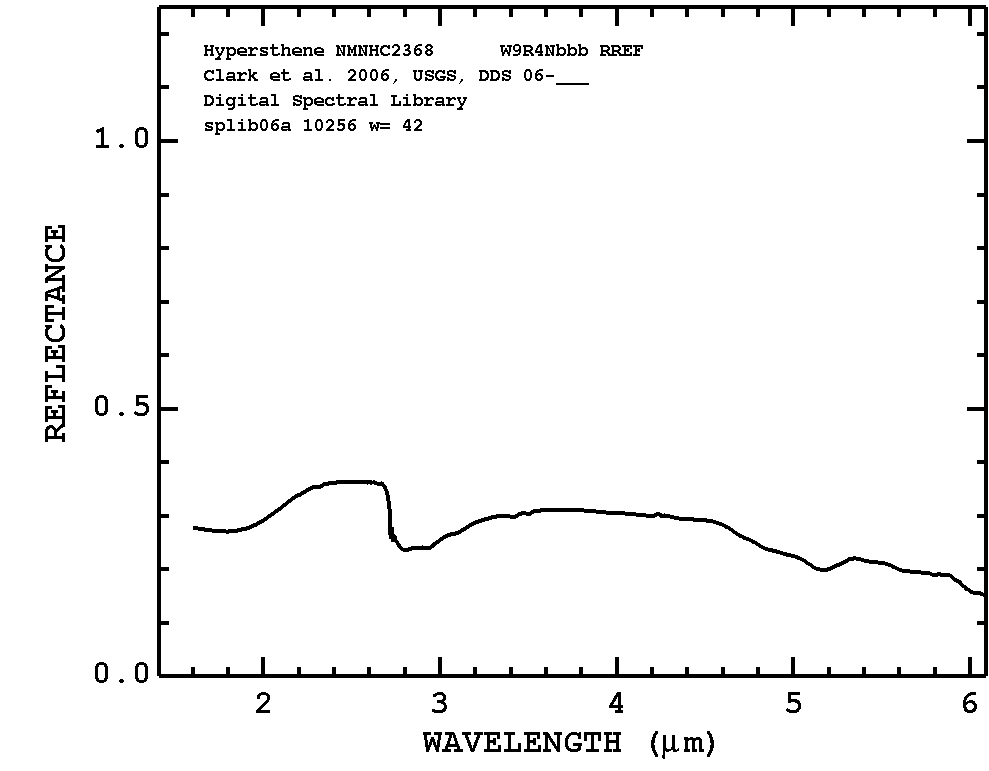 Hypersthene NMNHC2368 W9R4Nbbb RREF
Clark et al. 2006, USGS, DDS 06-___
Digital Spectral Library
splib06a 10256 w= 42
1.0
0.5
0.0
REFLECTANCE
2 3 4 5 6
WAVELENGTH (μm)